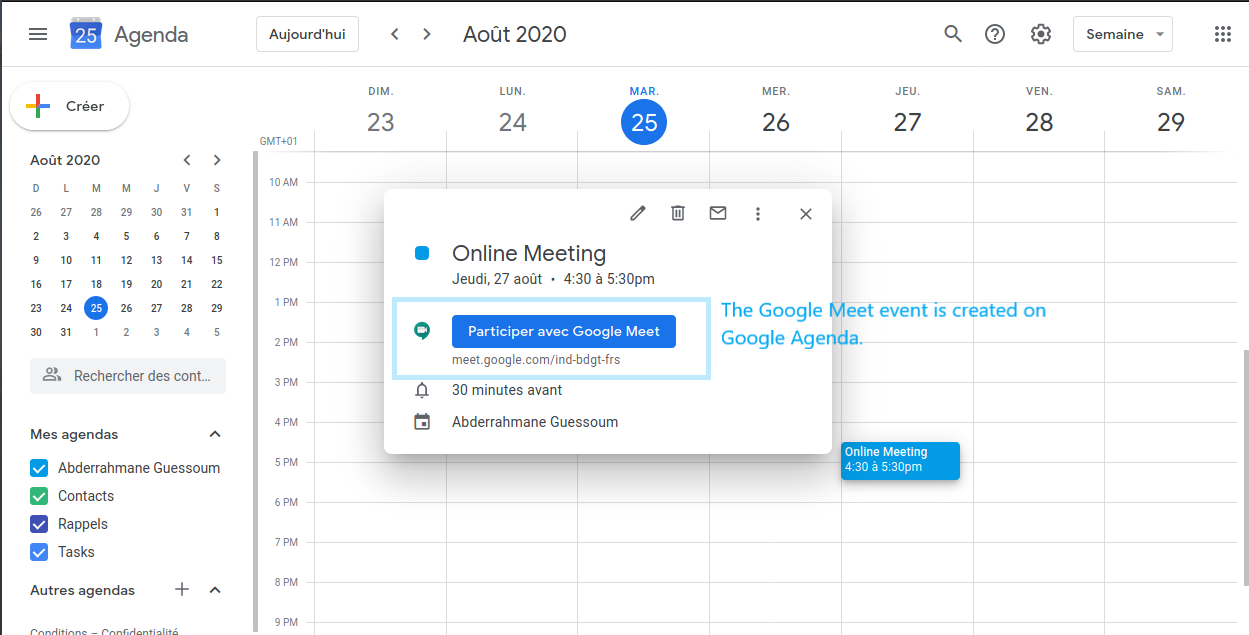 25
Agenda
Aujourd'hui
Août 2020
Semaine
Créer
Août 2020
D L M M J V S
26 27 28 29 30 31 1
2 3 4 5 6 7 8
9 10 11 12 13 14 15
16 17 18 19 20 21 22
23 24 25 26 27 28 29
30 31 1 2 3 4 5
Rechercher des cont...
Mes agendas
Abderrahmane Guessoum
Contacts
Rappels
Tasks
Autres agendas
Conditions – Confidentialité
DIM. LUN. MAR. MER. JEU. VEN. SAM.
23 24 25 26 27 28 29
GMT+01
10 AM
11 AM
12 PM
1 PM
2 PM
3 PM
4 PM
5 PM
6 PM
7 PM
8 PM
9 PM
Online Meeting
Jeudi, 27 août • 4:30 à 5:30pm
Participer avec Google Meet
meet.google.com/ind-bdgt-frs
30 minutes avant
Abderrahmane Guessoum
The Google Meet event is created on
Google Agenda.
Online Meeting
4:30 à 5:30pm